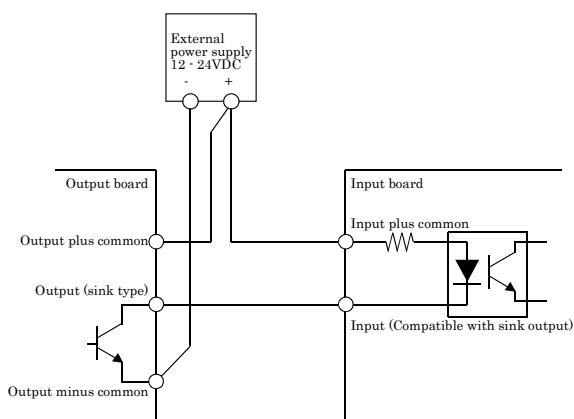 External
power supply
12 - 24VDC
- +
Output board
Input board
Output plus common
Input plus common
Output (sink type)
Input (Compatible with sink output)
Output minus common